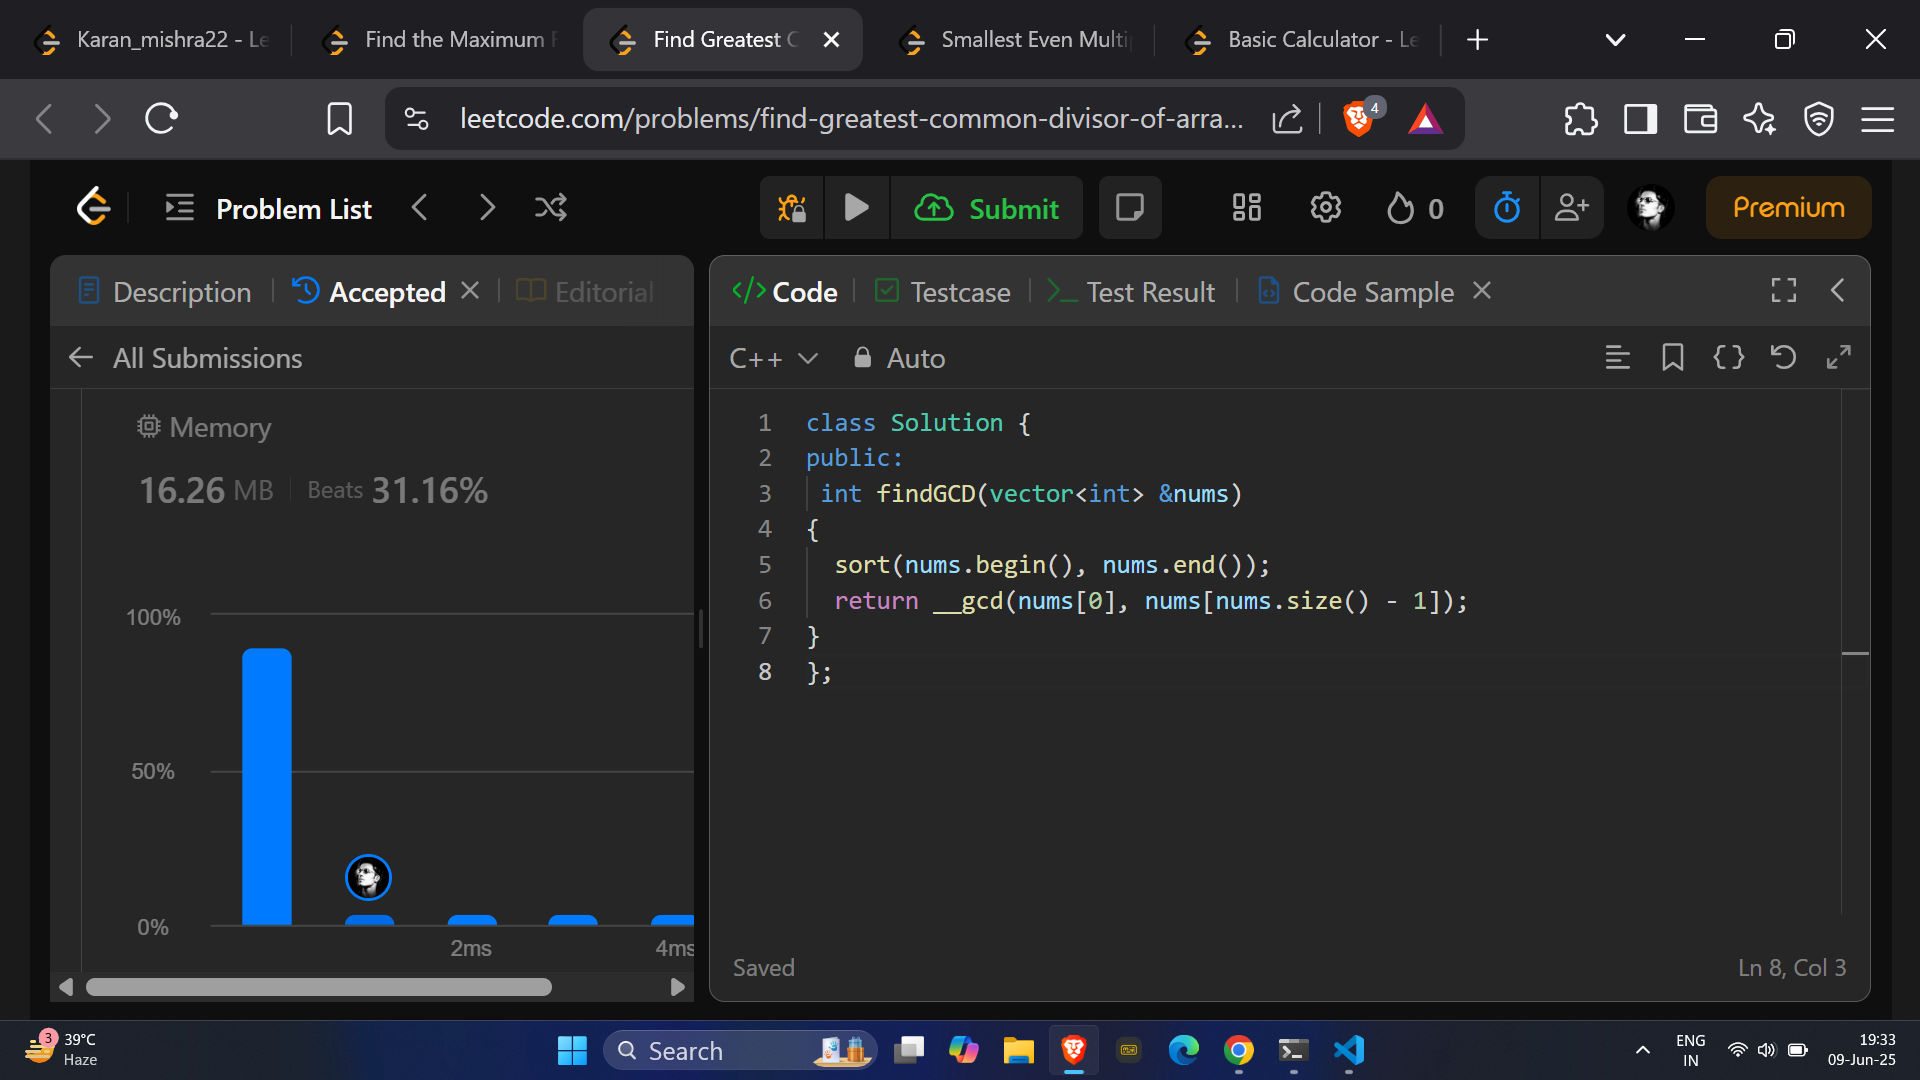 Karan_mishra22 - Le
Find the Maximum F
Find Greatest C
Smallest Even Multi
Basic Calculator - Le
leetcode.com/problems/find-greatest-common-divisor-of-arra...
4
Problem List
Submit
0
Premium
Description
Accepted
Editorial
All Submissions
Memory
16.26 MB
Beats 31.16%
100%
50%
0%
2ms
4ms
Code
Testcase
Test Result
Code Sample
C++
Auto
1 class Solution {
2 public:
3 int findGCD(vector<int> &nums)
4 {
5 sort(nums.begin(), nums.end());
6 return __gcd(nums[0], nums[nums.size() - 1]);
7 }
8 };
Saved
Ln 8, Col 3
3
39°C
Haze
Search
ENG
IN
19:33
09-Jun-25